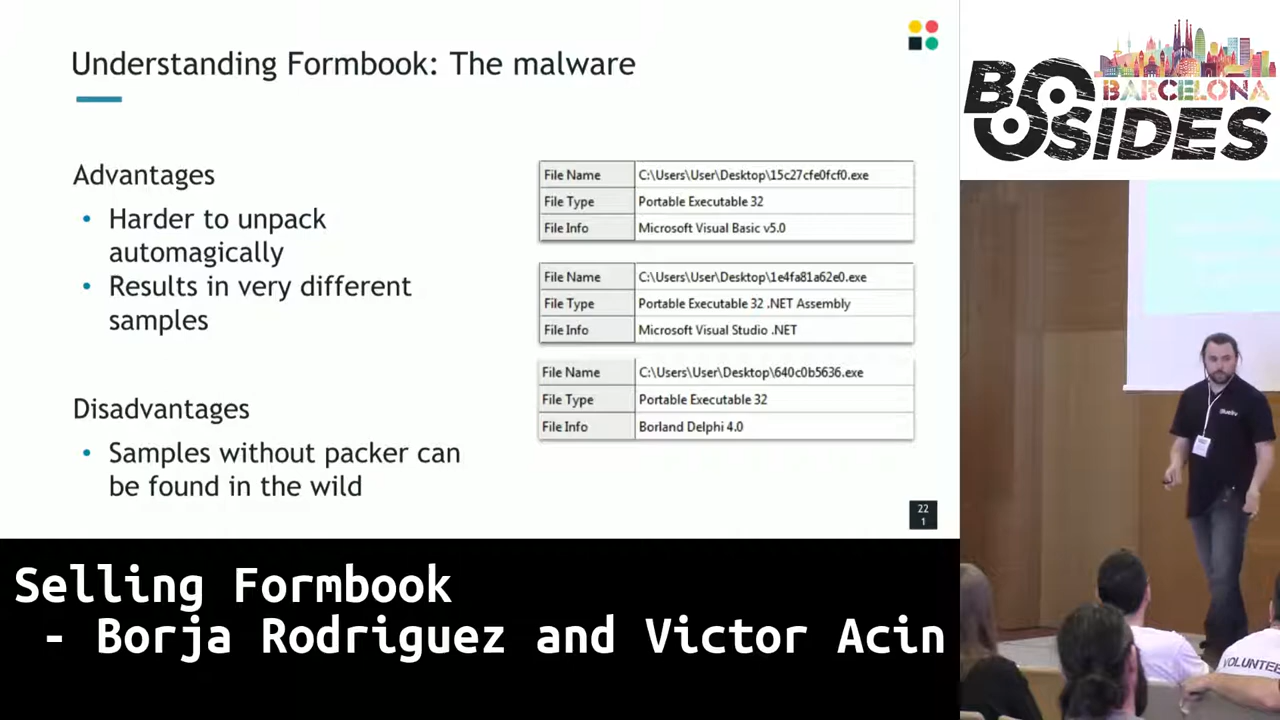 Understanding Formbook: The malware
Advantages
• Harder to unpack
automagically
• Results in very different
samples
Disadvantages
• Samples without packer can
be found in the wild
File Name C:\Users\User\Desktop\15c27cfe0fcf0.exe
File Type Portable Executable 32
File Info Microsoft Visual Basic v5.0
File Name C:\Users\User\Desktop\1e4fa81a62e0.exe
File Type Portable Executable 32 .NET Assembly
File Info Microsoft Visual Studio .NET
File Name C:\Users\User\Desktop\640c0b5636.exe
File Type Portable Executable 32
File Info Borland Delphi 4.0
22
1
BSIDES
BARCELONA
VOLUNTEE
Selling Formbook
- Borja Rodriguez and Victor Acin